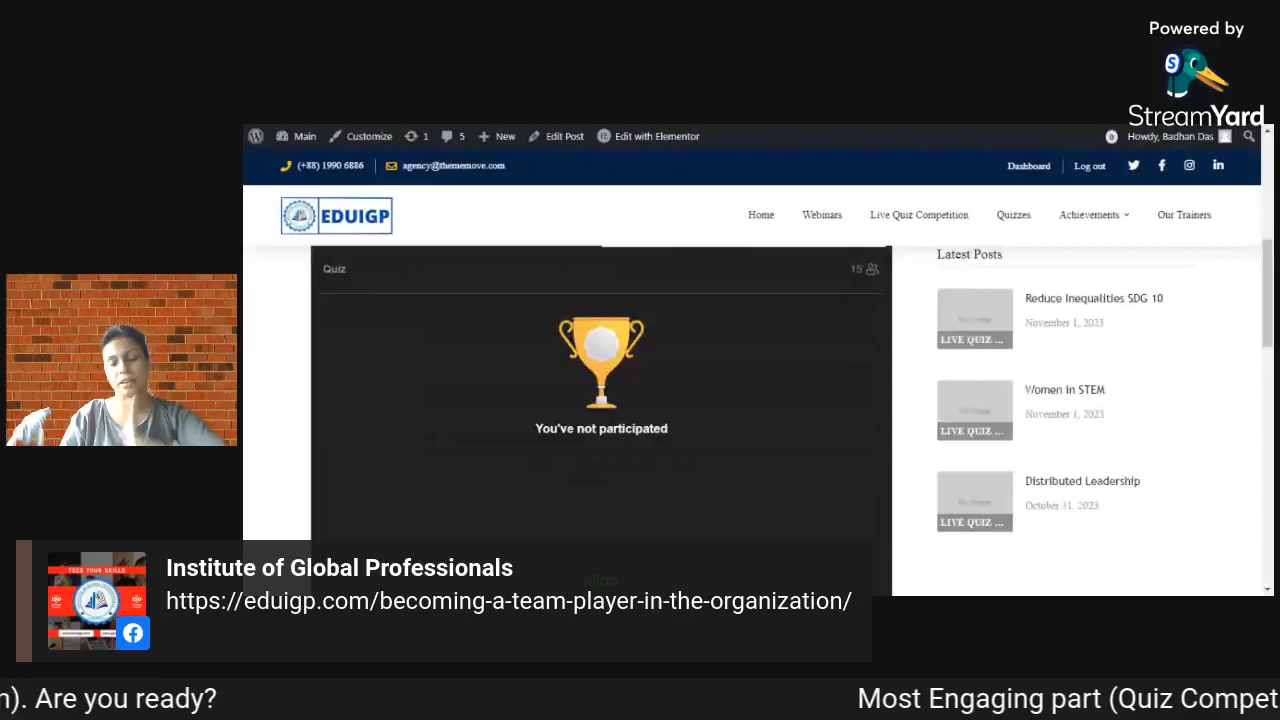 Powered by
StreamYard
Main
Customize
1
5
New
Edit Post
Edit with Elementor
Howdy, Badhan Das
(+88) 1990 6886
agency@thememove.com
Dashboard
Log out
EDUIGP
Home
Webinars
Live Quiz Competition
Quizzes
Achievements
Our Trainers
Quiz
15
You've not participated
slido
Latest Posts
Reduce Inequalities SDG 10
November 1, 2023
LIVE QUIZ ...
Women in STEM
November 1, 2023
LIVE QUIZ ...
Distributed Leadership
October 31, 2023
LIVE QUIZ ...
FEED YOUR SKILLS
Institute of Global Professionals
https://eduigp.com/becoming-a-team-player-in-the-organization/
n). Are you ready?
Most Engaging part (Quiz Compet